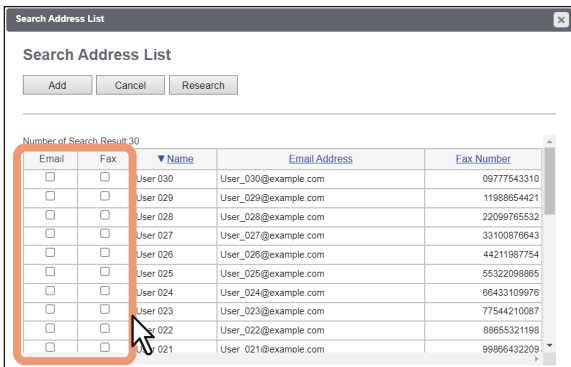 Search Address List
Search Address List
Add Cancel Research
Number of Search Result:30
Email Fax ▼Name Email Address Fax Number
User 030 User_030@example.com 09777543310
User 029 User_029@example.com 11988654421
User 028 User_028@example.com 22099765532
User 027 User_027@example.com 33100876643
User 026 User_026@example.com 44211987754
User 025 User_025@example.com 55322098865
User 024 User_024@example.com 66433109976
User 023 User_023@example.com 77544210087
User 022 User_022@example.com 88655321198
User 021 User_021@example.com 99866432209